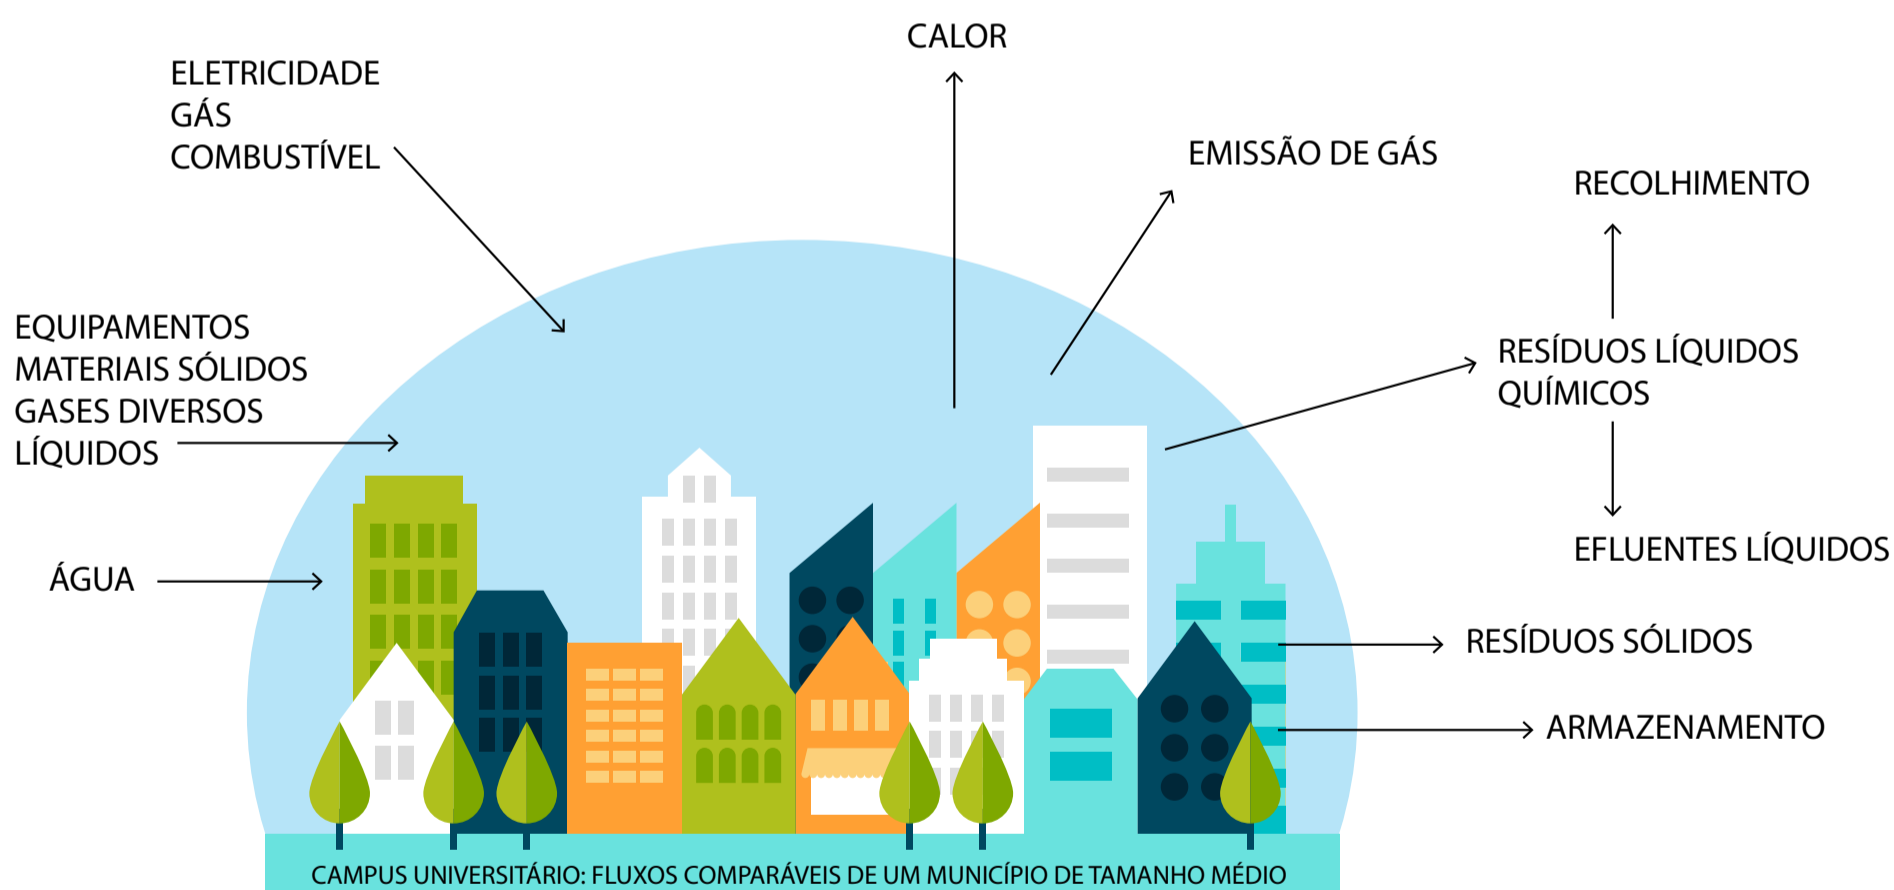 CALOR
ELETRICIDADE
GÁS
COMBUSTÍVEL
EMISSÃO DE GÁS
RECOLHIMENTO
EQUIPAMENTOS
MATERIAIS SÓLIDOS
GASES DIVERSOS
LÍQUIDOS
RESÍDUOS LÍQUIDOS
QUÍMICOS
EFLUENTES LÍQUIDOS
ÁGUA
RESÍDUOS SÓLIDOS
ARMAZENAMENTO
CAMPUS UNIVERSITÁRIO: FLUXOS COMPARÁVEIS DE UM MUNICÍPIO DE TAMANHO MÉDIO